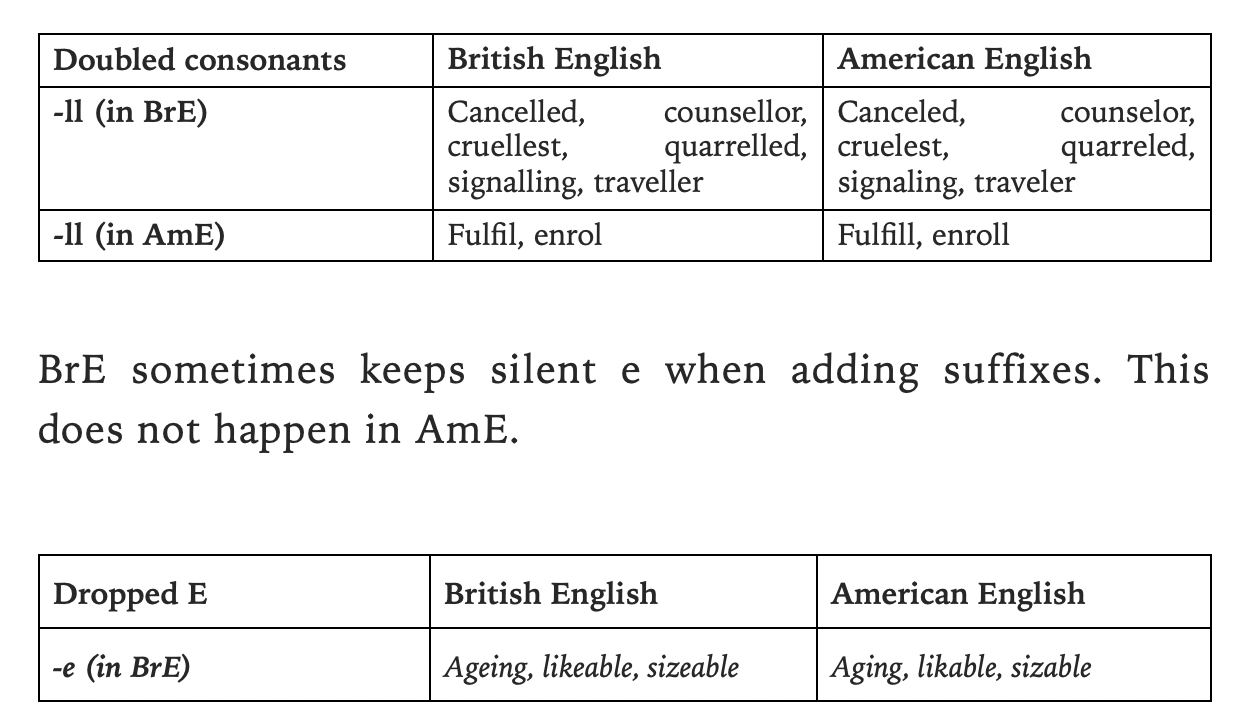 Doubled consonants British English American English
-ll (in BrE) Cancelled, counsellor, Canceled, counselor,
cruellest, quarrelled, cruelest, quarreled,
signalling, traveller signaling, traveler
-ll (in AmE) Fulfil, enrol Fulfill, enroll
BrE sometimes keeps silent e when adding suffixes. This
does not happen in AmE.
Dropped E British English American English
-e (in BrE) Ageing, likeable, sizeable Aging, likable, sizable